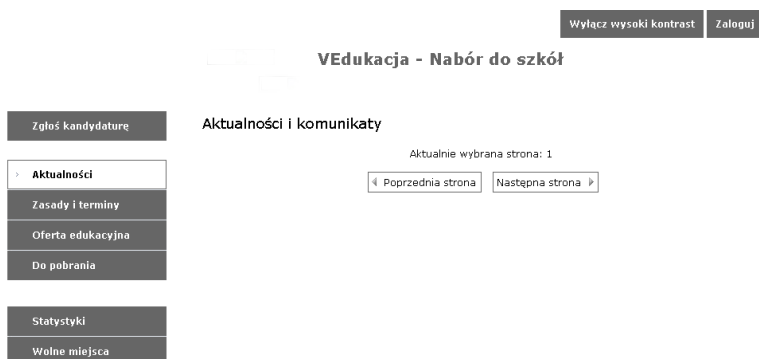 Wyłącz wysoki kontrast Zaloguj
VEdukacja - Nabór do szkół
Zgłoś kandydaturę
Aktualności i komunikaty
Aktualnie wybrana strona: 1
Poprzednia strona Następna strona
Aktualności
Zasady i terminy
Oferta edukacyjna
Do pobrania
Statystyki
Wolne miejsca